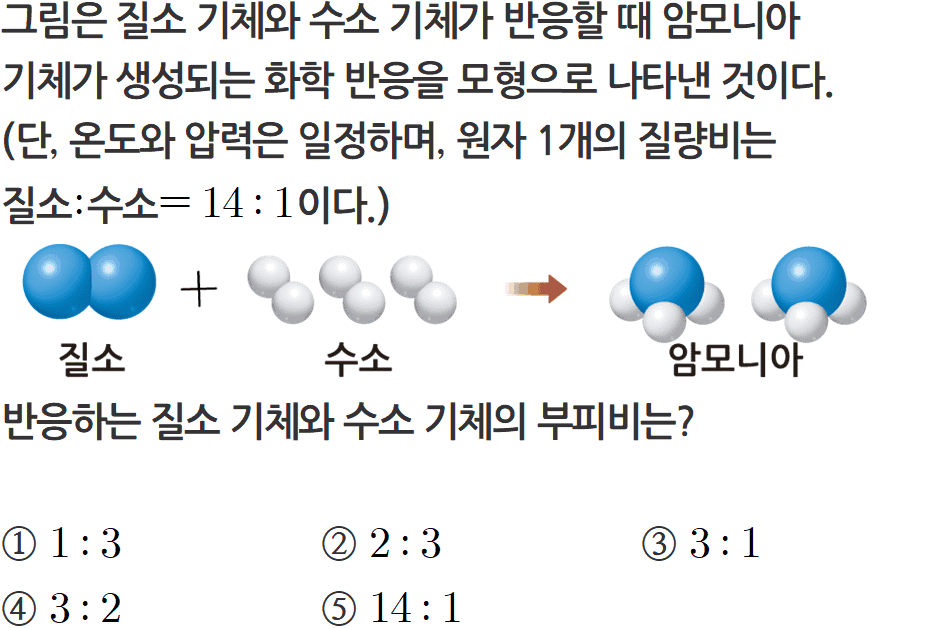 그림은 질소 기체와 수소 기체가 반응할 때 암모니아
기체가 생성되는 화학 반응을 모형으로 나타낸 것이다.
(단, 온도와 압력은 일정하며, 원자 1개의 질량비는
질소:수소= 14 : 1이다.)
+
질소 수소 암모니아
반응하는 질소 기체와 수소 기체의 부피비는?
① 1 : 3 ② 2 : 3 ③ 3 : 1
④ 3 : 2 ⑤ 14 : 1